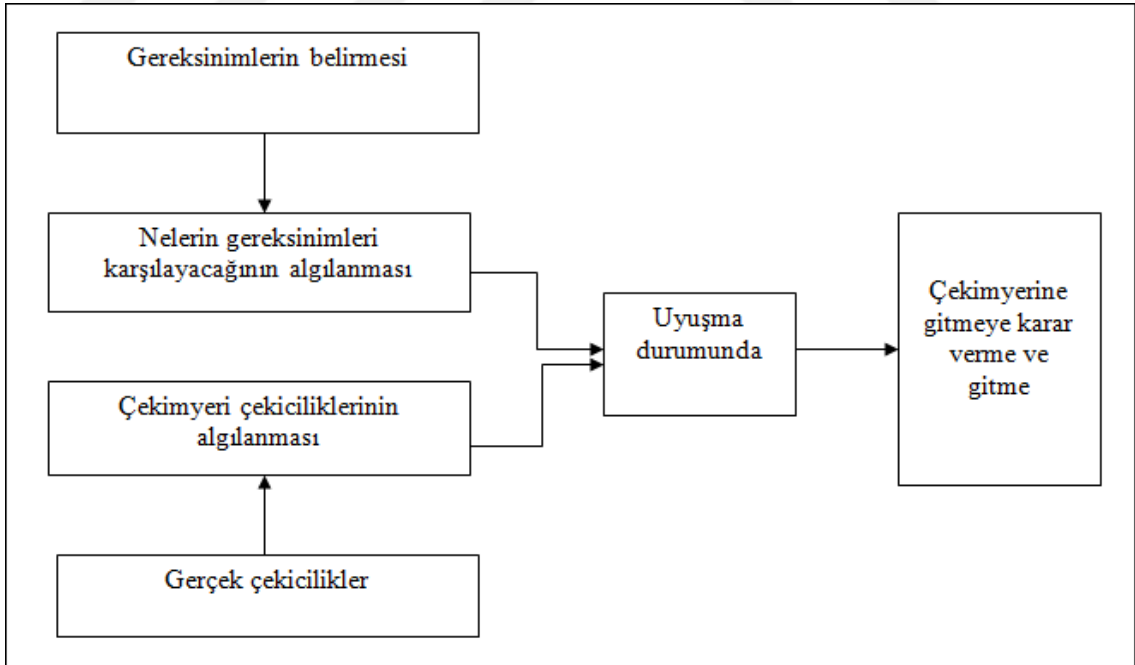 Gereksinimlerin belirmesi
Nelerin gereksinimleri
karşılayacağının algılanması
Çekimyeri çekiciliklerinin
algılanması
Gerçek çekicilikler
Uyuşma
durumunda
Çekimyerine
gitmeye karar
verme ve
gitme